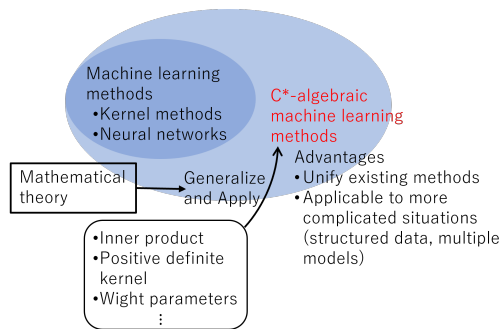 Machine learning
methods
•Kernel methods
•Neural networks
C*-algebraic
machine learning
methods
Advantages
•Unify existing methods
•Applicable to more
complicated situations
(structured data, multiple
models)
Mathematical
theory
Generalize
and Apply
•Inner product
•Positive definite
kernel
•Wight parameters
⋮